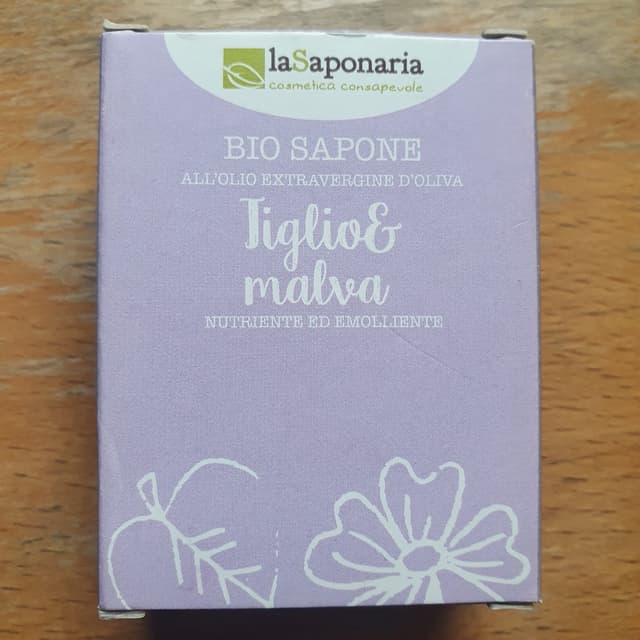 laSaponaria
cosmetica consapevole
BIO SAPONE
ALL'OLIO EXTRAVERGINE D'OLIVA
Tiglio&
malva
NUTRIENTE ED EMOLLIENTE